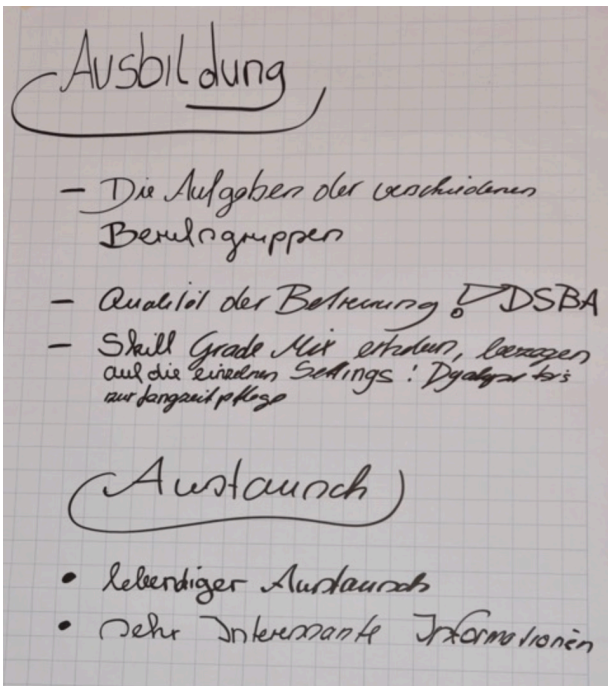 Ausbildung
– Die Aufgaben der verschiedenen
Berufsgruppen
– Qualität der Betreuung! DSBA
– Skill Grade Mix erheben, bezogen
auf die einzelnen Settings! Dyalyse bis
zur Langzeitpflege
Austausch
• lebendiger Austausch
• sehr Interessante Informationen